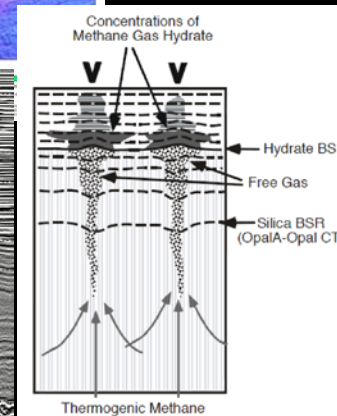 Concentrations of
Methane Gas Hydrate
V V
Hydrate BS
Free Gas
Silica BSR
(OpalA-Opal CT
Thermogenic Methane